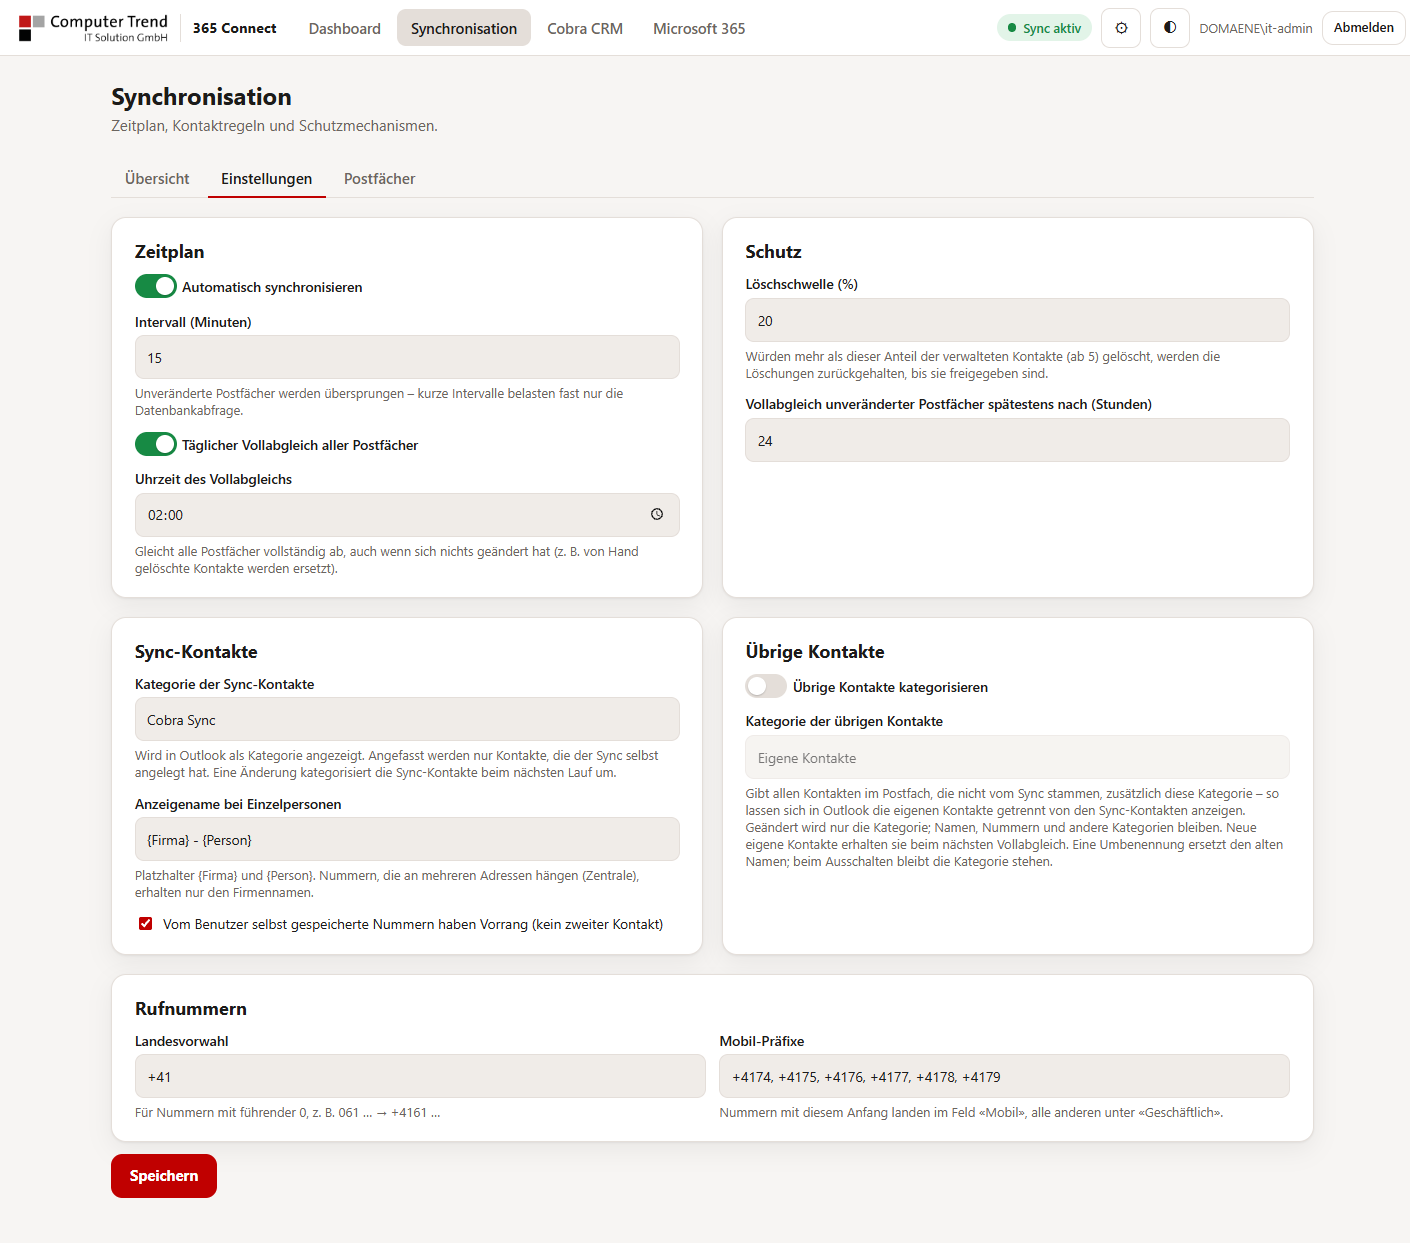 Computer Trend
IT Solution GmbH
365 Connect
Dashboard
Synchronisation
Cobra CRM
Microsoft 365
Sync aktiv
DOMAENE\it-admin
Abmelden
Synchronisation
Zeitplan, Kontaktregeln und Schutzmechanismen.
Übersicht
Einstellungen
Postfächer
Zeitplan
Automatisch synchronisieren
Intervall (Minuten)
15
Unveränderte Postfächer werden übersprungen – kurze Intervalle belasten fast nur die
Datenbankabfrage.
Täglicher Vollabgleich aller Postfächer
Uhrzeit des Vollabgleichs
02:00
Gleicht alle Postfächer vollständig ab, auch wenn sich nichts geändert hat (z. B. von Hand
gelöschte Kontakte werden ersetzt).
Schutz
Löschschwelle (%)
20
Würden mehr als dieser Anteil der verwalteten Kontakte (ab 5) gelöscht, werden die
Löschungen zurückgehalten, bis sie freigegeben sind.
Vollabgleich unveränderter Postfächer spätestens nach (Stunden)
24
Sync-Kontakte
Kategorie der Sync-Kontakte
Cobra Sync
Wird in Outlook als Kategorie angezeigt. Angefasst werden nur Kontakte, die der Sync selbst
angelegt hat. Eine Änderung kategorisiert die Sync-Kontakte beim nächsten Lauf um.
Anzeigename bei Einzelpersonen
{Firma} - {Person}
Platzhalter {Firma} und {Person}. Nummern, die an mehreren Adressen hängen (Zentrale),
erhalten nur den Firmennamen.
Vom Benutzer selbst gespeicherte Nummern haben Vorrang (kein zweiter Kontakt)
Übrige Kontakte
Übrige Kontakte kategorisieren
Kategorie der übrigen Kontakte
Eigene Kontakte
Gibt allen Kontakten im Postfach, die nicht vom Sync stammen, zusätzlich diese Kategorie – so
lassen sich in Outlook die eigenen Kontakte getrennt von den Sync-Kontakten anzeigen.
Geändert wird nur die Kategorie; Namen, Nummern und andere Kategorien bleiben. Neue
eigene Kontakte erhalten sie beim nächsten Vollabgleich. Eine Umbenennung ersetzt den alten
Namen; beim Ausschalten bleibt die Kategorie stehen.
Rufnummern
Landesvorwahl
+41
Für Nummern mit führender 0, z. B. 061 … → +4161 …
Mobil-Präfixe
+4174, +4175, +4176, +4177, +4178, +4179
Nummern mit diesem Anfang landen im Feld «Mobil», alle anderen unter «Geschäftlich».
Speichern